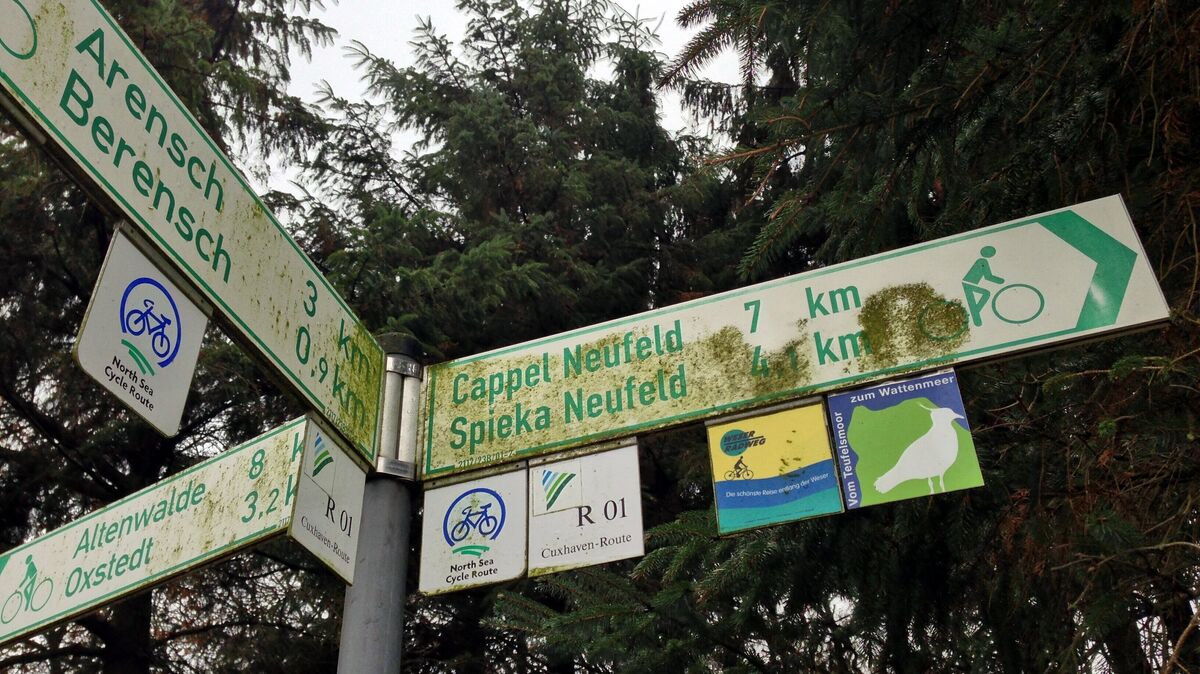 Arensch 3 km
Berensch 0,9 km
North Sea
Cycle Route
Altenwalde 8 k
Oxstedt 3,2 k
R 01
Cuxhaven-Route
Cappel Neufeld 7 km
Spieka Neufeld 4,1 km
North Sea
Cycle Route
R 01
Cuxhaven-Route
WESER
RADWEG
Die schönste Reise entlang der Weser
Vom Teufelsmoor
zum Wattenmeer